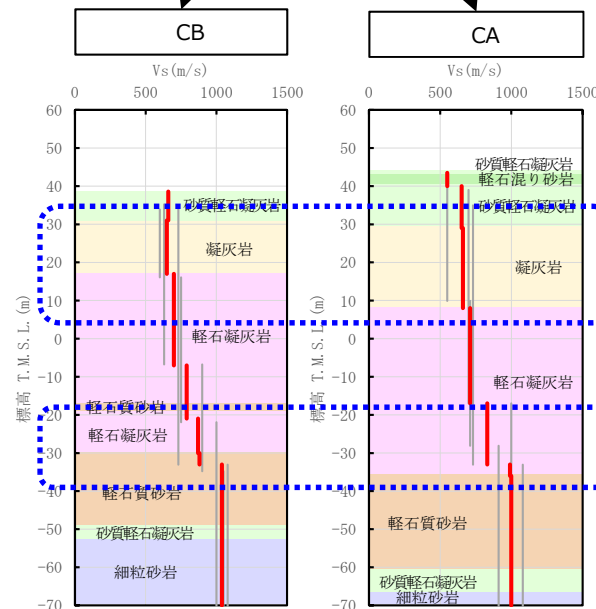 CB
Vs(m/s)
0 500 1000 1500
60
50
40
30
20
10
0
-10
-20
-30
-40
-50
-60
-70
標高 T.M.S.L.(m)
砂質軽石凝灰岩
凝灰岩
軽石凝灰岩
軽石質砂岩
軽石凝灰岩
軽石質砂岩
砂質軽石凝灰岩
細粒砂岩
CA
Vs(m/s)
0 500 1000 1500
60
50
40
30
20
10
0
-10
-20
-30
-40
-50
-60
-70
標高 T.M.S.L.(m)
砂質軽石凝灰岩
軽石混り砂岩
砂質軽石凝灰岩
凝灰岩
軽石凝灰岩
軽石質砂岩
砂質軽石凝灰岩
細粒砂岩